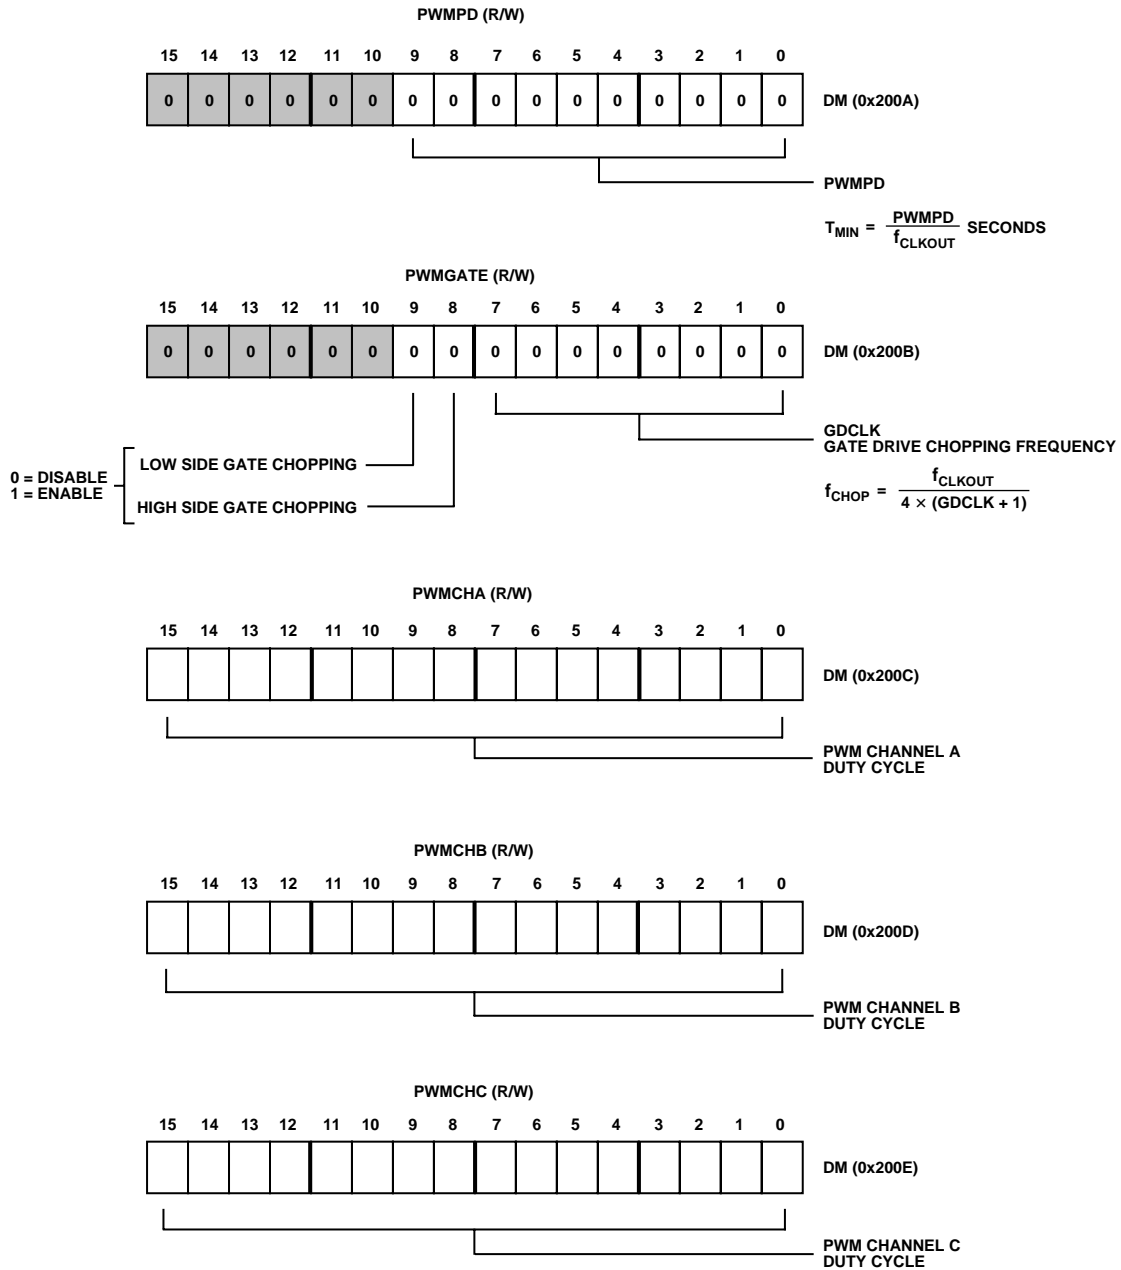 PWMPD (R/W)
15 14 13 12 11 10 9 8 7 6 5 4 3 2 1 0
0 0 0 0 0 0 0 0 0 0 0 0 0 0 0 0 DM (0x200A)
PWMPD
T_MIN = PWMPD / f_CLKOUT SECONDS
PWMGATE (R/W)
15 14 13 12 11 10 9 8 7 6 5 4 3 2 1 0
0 0 0 0 0 0 0 0 0 0 0 0 0 0 0 0 DM (0x200B)
0 = DISABLE
1 = ENABLE
LOW SIDE GATE CHOPPING
HIGH SIDE GATE CHOPPING
GDCLK
GATE DRIVE CHOPPING FREQUENCY
f_CHOP = f_CLKOUT / 4 × (GDCLK + 1)
PWMCHA (R/W)
15 14 13 12 11 10 9 8 7 6 5 4 3 2 1 0
DM (0x200C)
PWM CHANNEL A
DUTY CYCLE
PWMCHB (R/W)
15 14 13 12 11 10 9 8 7 6 5 4 3 2 1 0
DM (0x200D)
PWM CHANNEL B
DUTY CYCLE
PWMCHC (R/W)
15 14 13 12 11 10 9 8 7 6 5 4 3 2 1 0
DM (0x200E)
PWM CHANNEL C
DUTY CYCLE